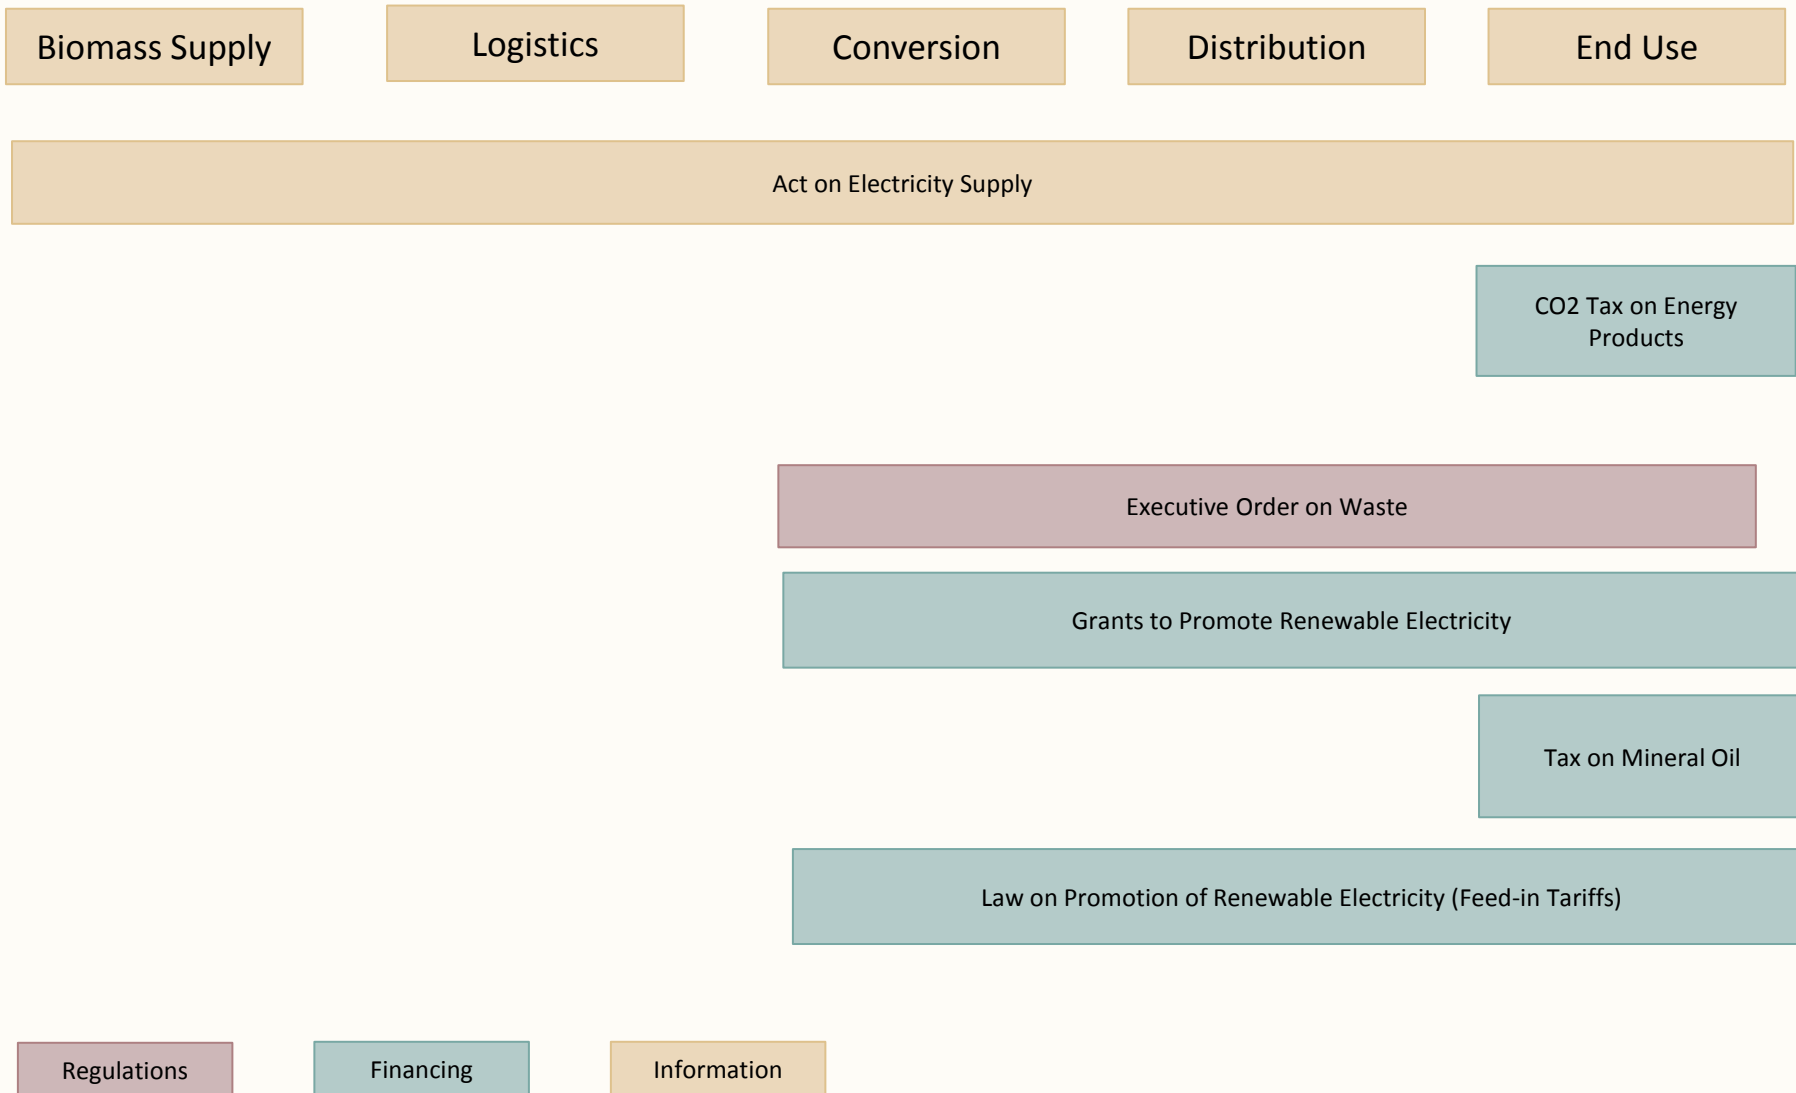 Biomass Supply
Logistics
Conversion
Distribution
End Use
Act on Electricity Supply
CO2 Tax on Energy
Products
Executive Order on Waste
Grants to Promote Renewable Electricity
Tax on Mineral Oil
Law on Promotion of Renewable Electricity (Feed-in Tariffs)
Regulations
Financing
Information